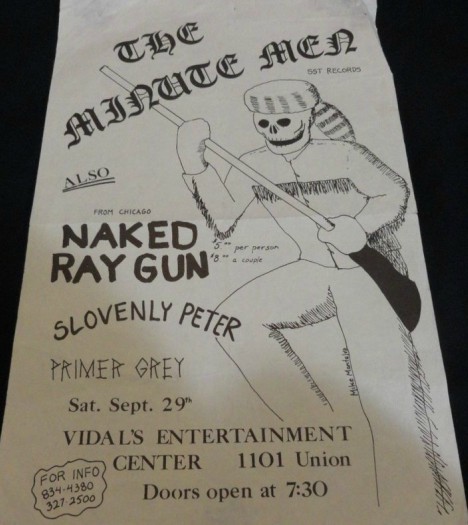 THE
MINUTE MEN
SST RECORDS
ALSO
FROM CHICAGO
NAKED
RAY GUN
$5.00 per person
$8.00 a couple
SLOVENLY PETER
PRIMER GREY
Sat. Sept. 29th
VIDAL'S ENTERTAINMENT
CENTER 1101 Union
Doors open at 7:30
FOR INFO
834-4380
327-2500
Mike